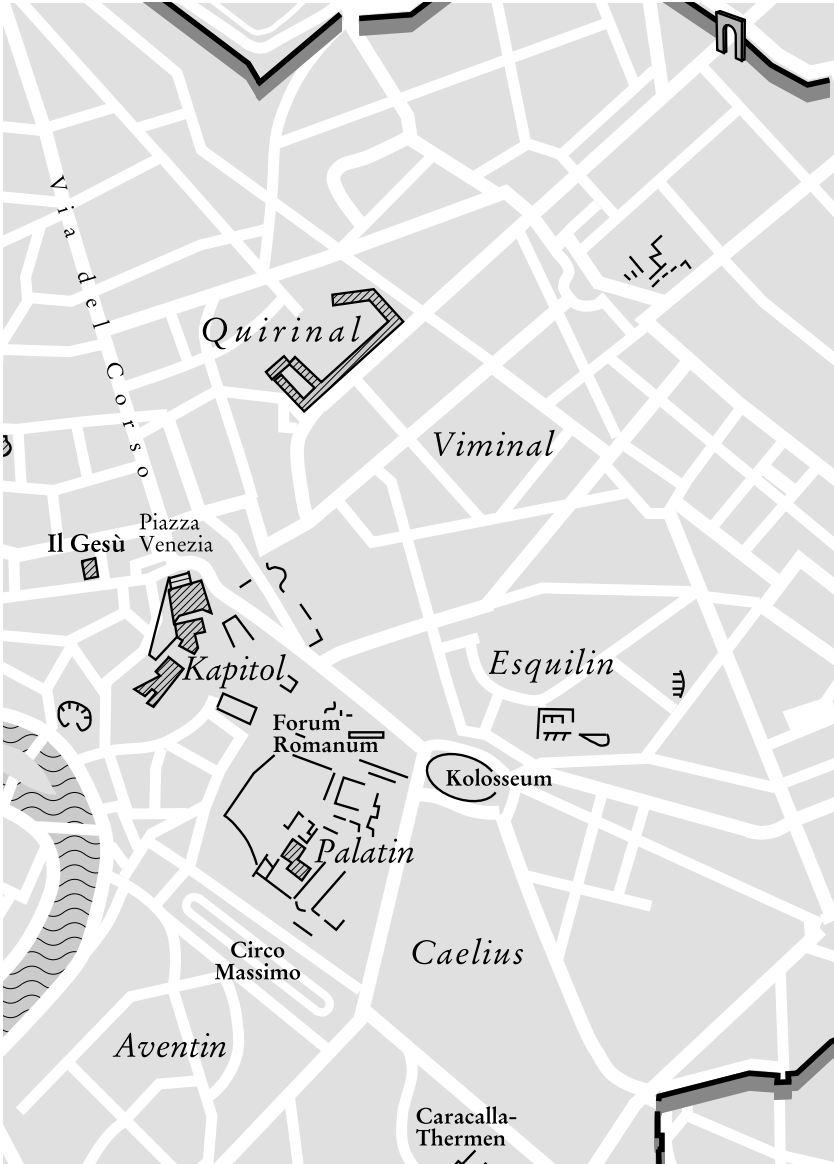 Via del Corso
Quirinal
Viminal
Piazza
Venezia
Il Gesù
Esquilin
Kapitol
Forum
Romanum
Kolosseum
Palatin
Circo
Massimo
Caelius
Aventin
Caracalla-
Thermen